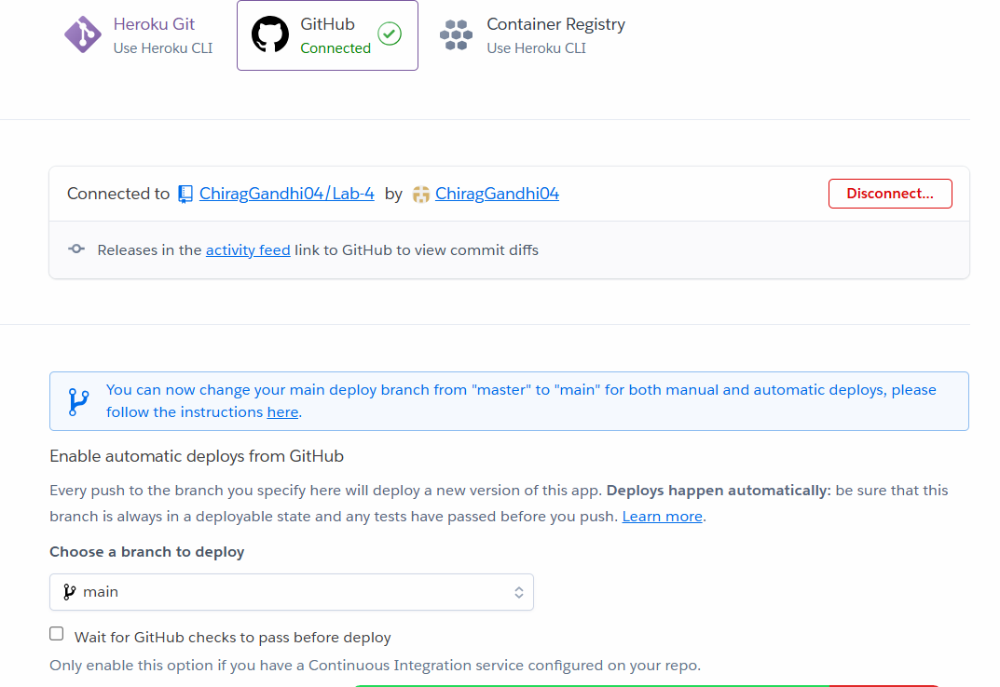 Heroku Git
Use Heroku CLI
GitHub
Connected
Container Registry
Use Heroku CLI
Connected to ChiragGandhi04/Lab-4 by ChiragGandhi04
Disconnect...
Releases in the activity feed link to GitHub to view commit diffs
You can now change your main deploy branch from "master" to "main" for both manual and automatic deploys, please
follow the instructions here.
Enable automatic deploys from GitHub
Every push to the branch you specify here will deploy a new version of this app. Deploys happen automatically: be sure that this
branch is always in a deployable state and any tests have passed before you push. Learn more.
Choose a branch to deploy
main
Wait for GitHub checks to pass before deploy
Only enable this option if you have a Continuous Integration service configured on your repo.